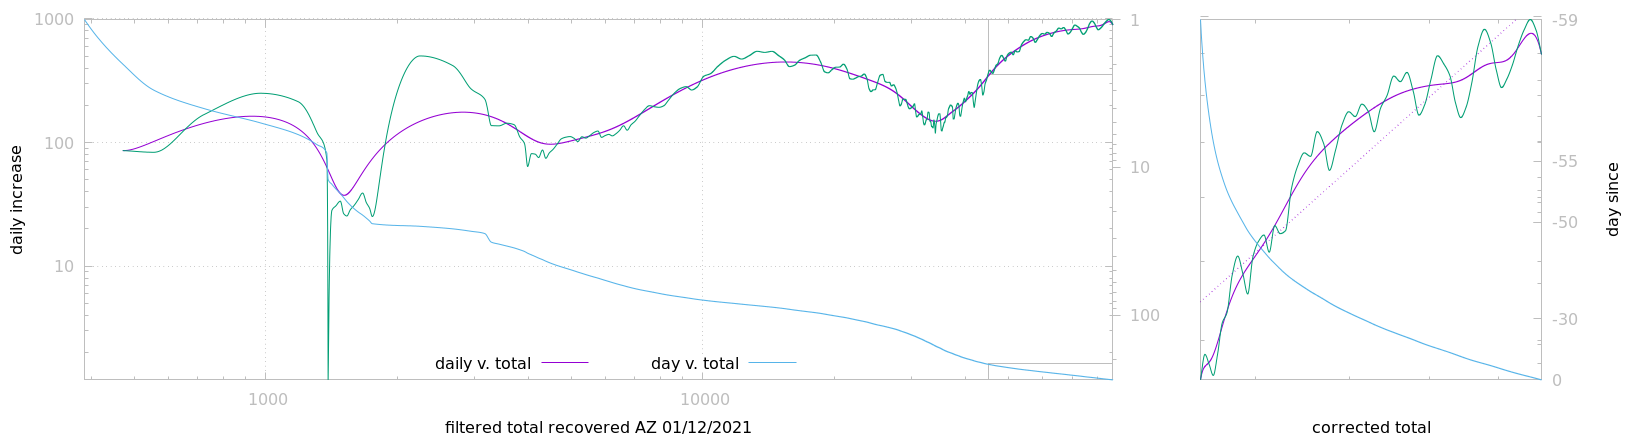 1000
100
10
daily increase
1
10
100
daily v. total
day v. total
1000
10000
filtered total recovered AZ 01/12/2021
-59
-55
-50
-30
0
day since
corrected total